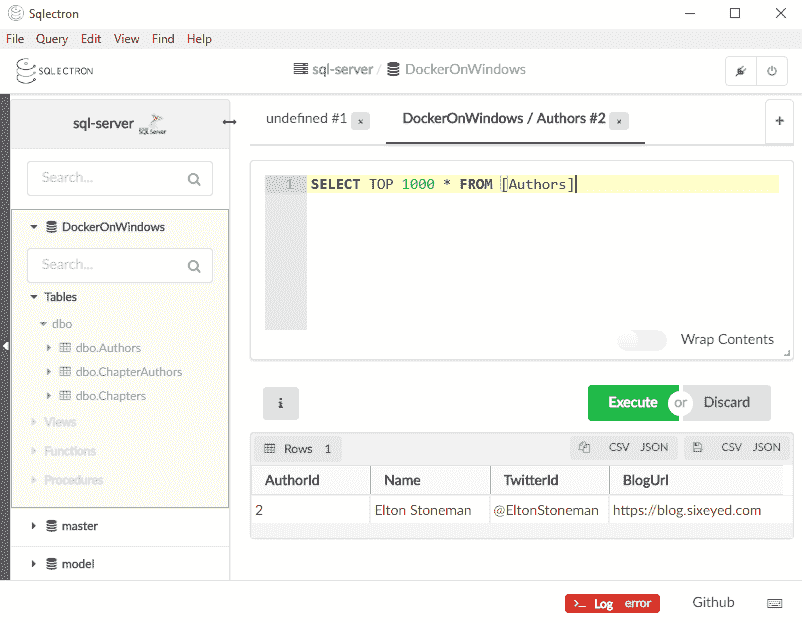 Sqlectron
File Query Edit View Find Help
SQLECTRON
sql-server / DockerOnWindows
sql-server
SQL Server
undefined #1 ×
DockerOnWindows / Authors #2 ×
+
Search...
DockerOnWindows
Search...
Tables
dbo
dbo.Authors
dbo.ChapterAuthors
dbo.Chapters
Views
Functions
Procedures
master
model
1 SELECT TOP 1000 * FROM [Authors]
Wrap Contents
i
Execute or Discard
Rows 1 CSV JSON CSV JSON
AuthorId Name TwitterId BlogUrl
2 Elton Stoneman @EltonStoneman https://blog.sixeyed.com
>_ Log error Github